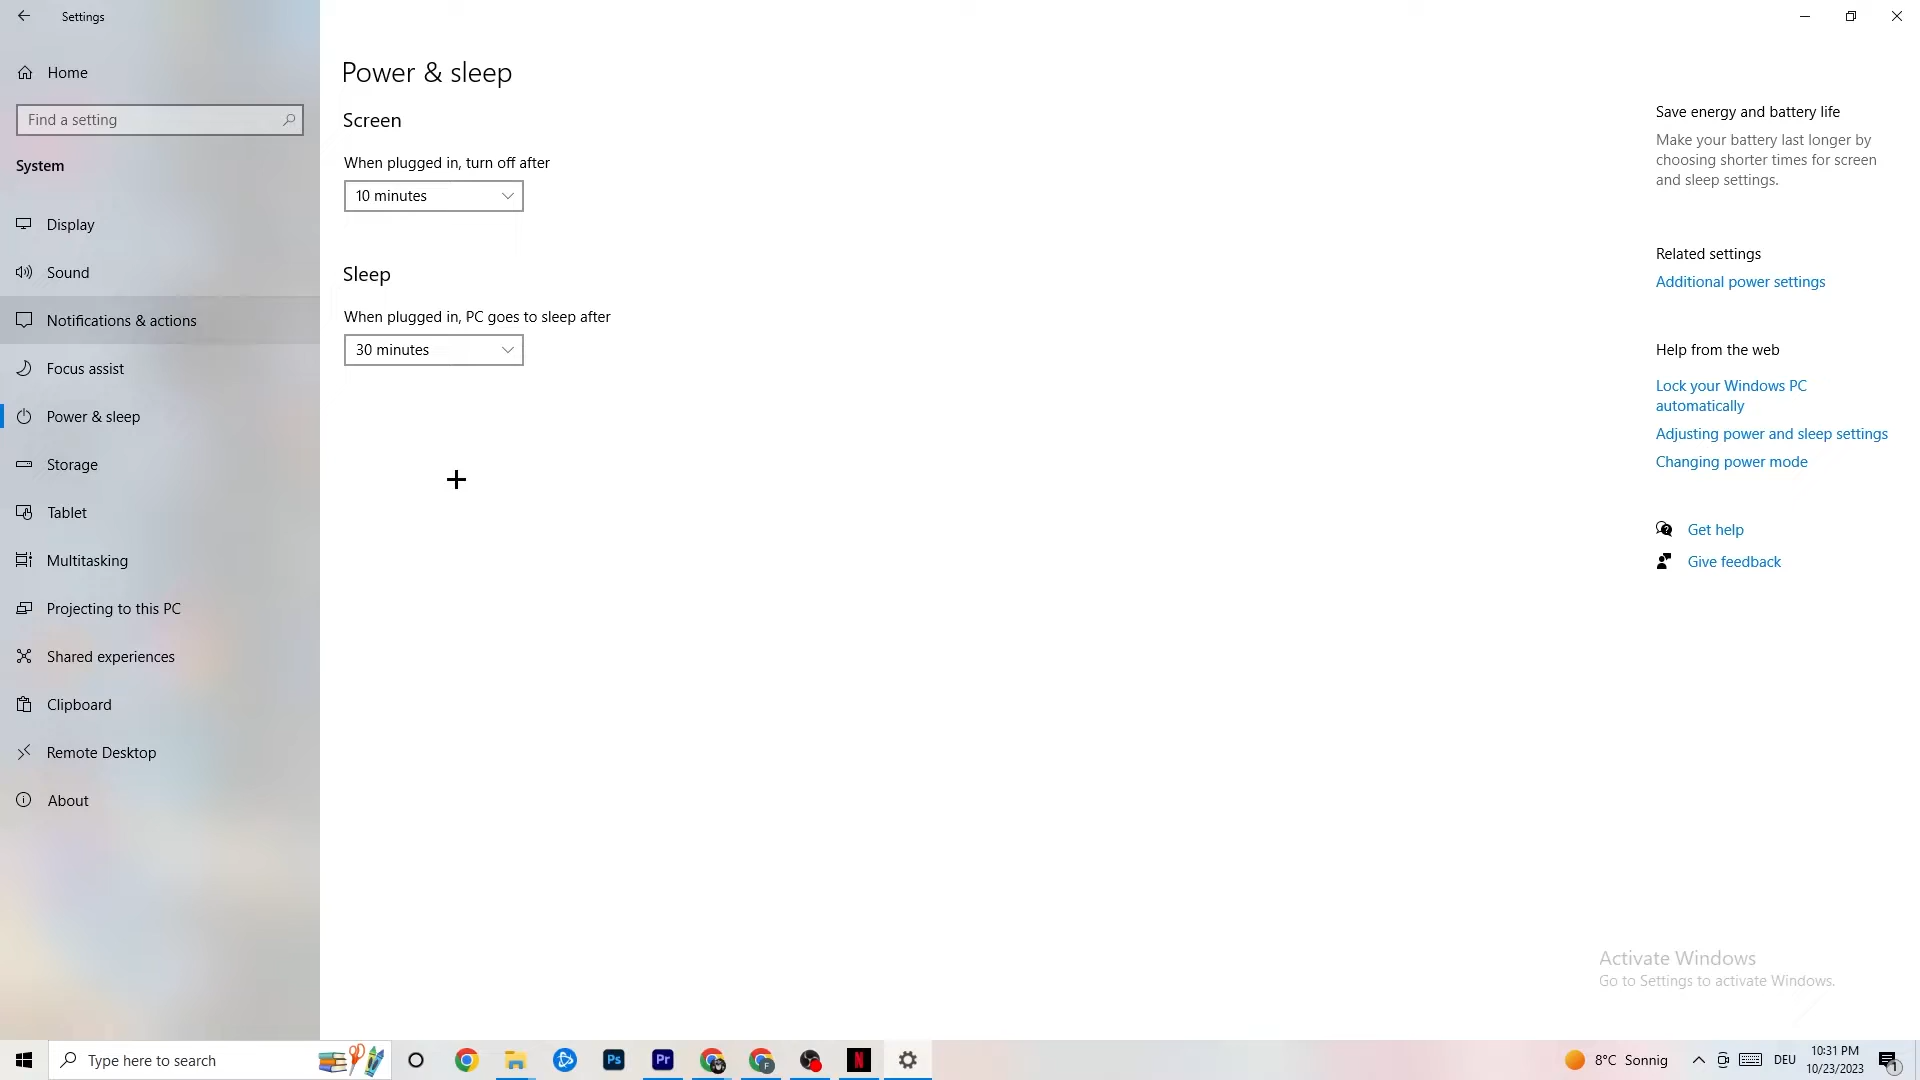 Settings
Home
Find a setting
System
Display
Sound
Notifications & actions
Focus assist
Power & sleep
Storage
Tablet
Multitasking
Projecting to this PC
Shared experiences
Clipboard
Remote Desktop
About
Power & sleep
Screen
When plugged in, turn off after
10 minutes
Sleep
When plugged in, PC goes to sleep after
30 minutes
Save energy and battery life
Make your battery last longer by
choosing shorter times for screen
and sleep settings.
Related settings
Additional power settings
Help from the web
Lock your Windows PC
automatically
Adjusting power and sleep settings
Changing power mode
Get help
Give feedback
Activate Windows
Go to Settings to activate Windows.
Type here to search
Ps
Pr
F
N
8°C Sonnig
DEU
10:31 PM
10/23/2023
1